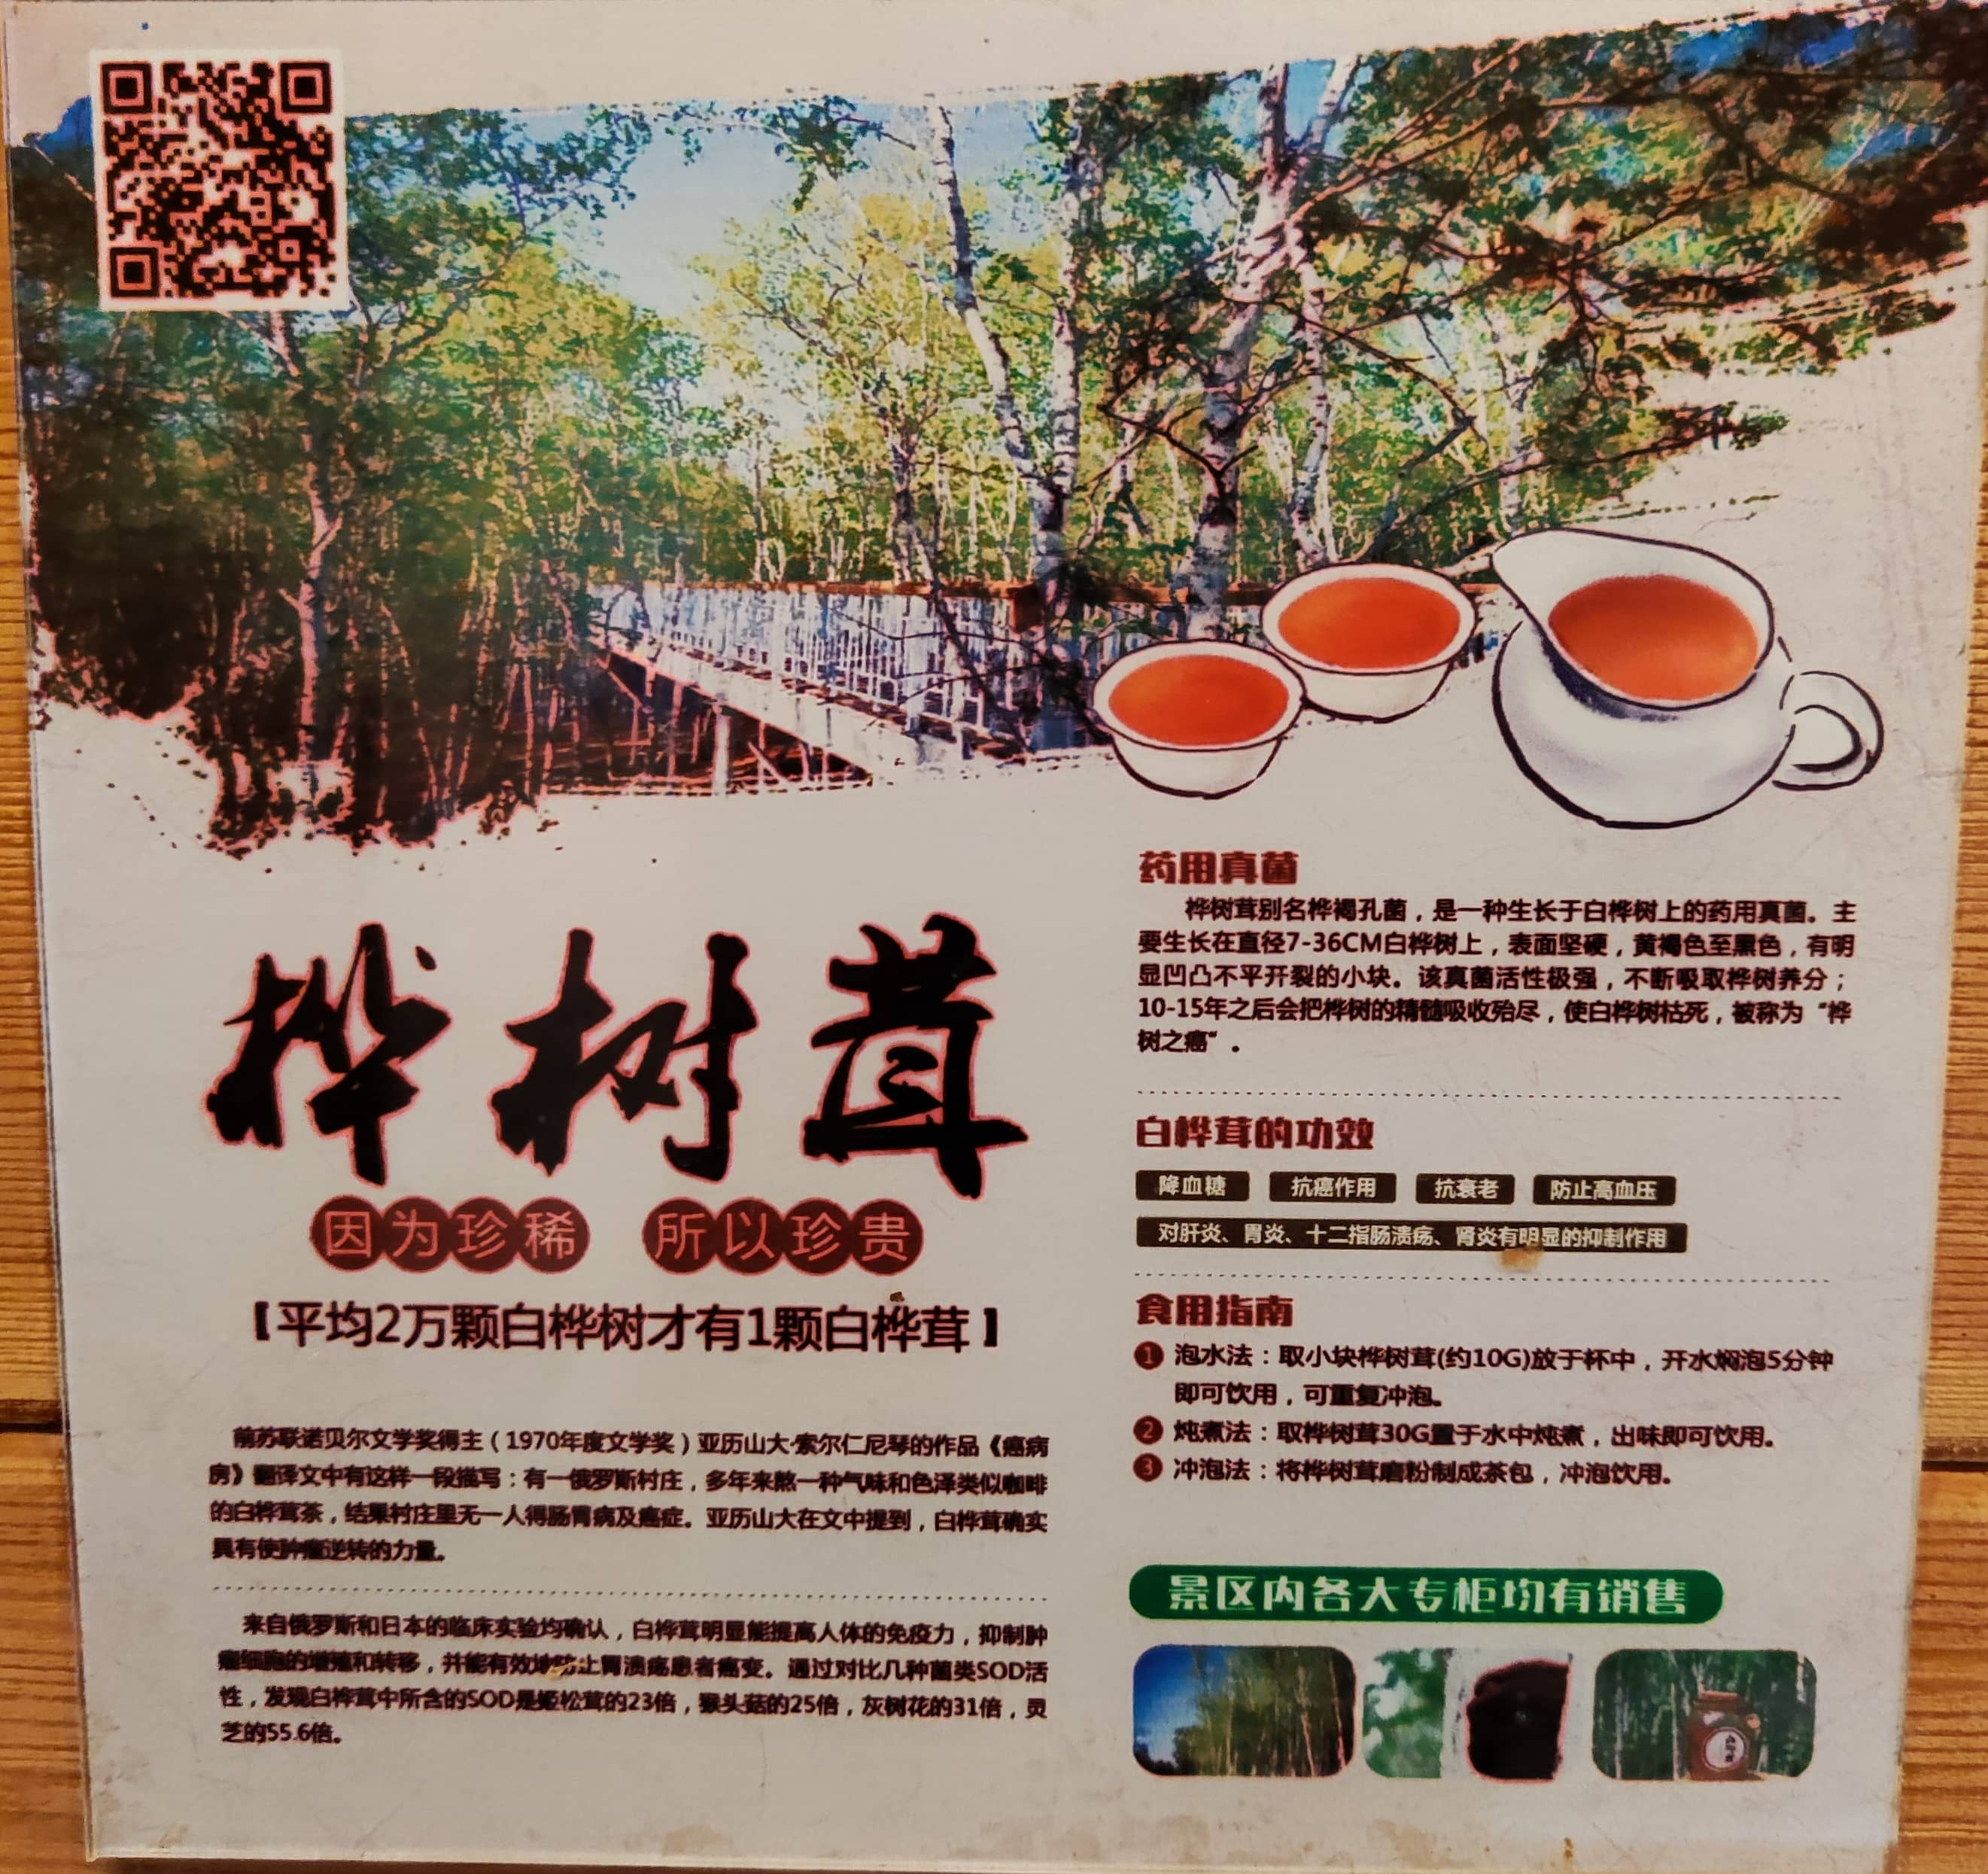 桦树茸
因为珍稀 所以珍贵
【平均2万颗白桦树才有1颗白桦茸】
前苏联诺贝尔文学奖得主（1970年度文学奖）亚历山大·索尔仁尼琴的作品《癌病
房》翻译文中有这样一段描写：有一俄罗斯村庄，多年来熬一种气味和色泽类似咖啡
的白桦茸茶，结果村庄里无一人得肠胃病及癌症。亚历山大在文中提到，白桦茸确实
具有使肿瘤逆转的力量。
来自俄罗斯和日本的临床实验均确认，白桦茸明显能提高人体的免疫力，抑制肿
瘤细胞的增殖和转移，并能有效地防止胃溃疡患者癌变。通过对比几种菌类SOD活
性，发现白桦茸中所含的SOD是姬松茸的23倍，猴头菇的25倍，灰树花的31倍，灵
芝的55.6倍。
药用真菌
桦树茸别名桦褐孔菌，是一种生长于白桦树上的药用真菌。主
要生长在直径7-36CM白桦树上，表面坚硬，黄褐色至黑色，有明
显凹凸不平开裂的小块。该真菌活性极强，不断吸取桦树养分；
10-15年之后会把桦树的精髓吸收殆尽，使白桦树枯死，被称为“桦
树之癌”。
白桦茸的功效
降血糖 抗癌作用 抗衰老 防止高血压
对肝炎、胃炎、十二指肠溃疡、肾炎有明显的抑制作用
食用指南
1 泡水法：取小块桦树茸(约10G)放于杯中，开水焖泡5分钟
即可饮用，可重复冲泡。
2 炖煮法：取桦树茸30G置于水中炖煮，出味即可饮用。
3 冲泡法：将桦树茸磨粉制成茶包，冲泡饮用。
景区内各大专柜均有销售